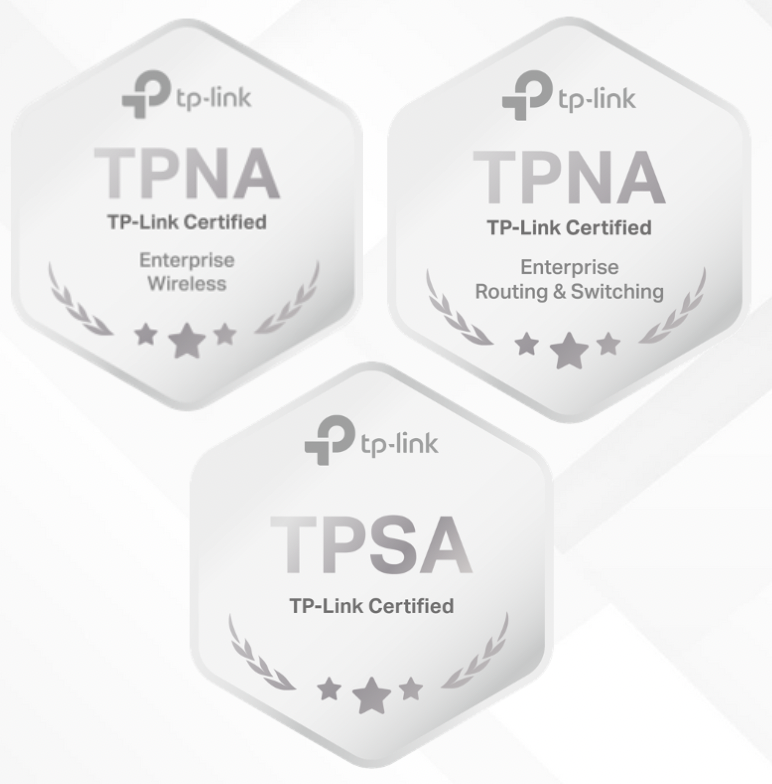 tp-link
TPNA
TP-Link Certified
Enterprise
Wireless
tp-link
TPNA
TP-Link Certified
Enterprise
Routing & Switching
tp-link
TPSA
TP-Link Certified